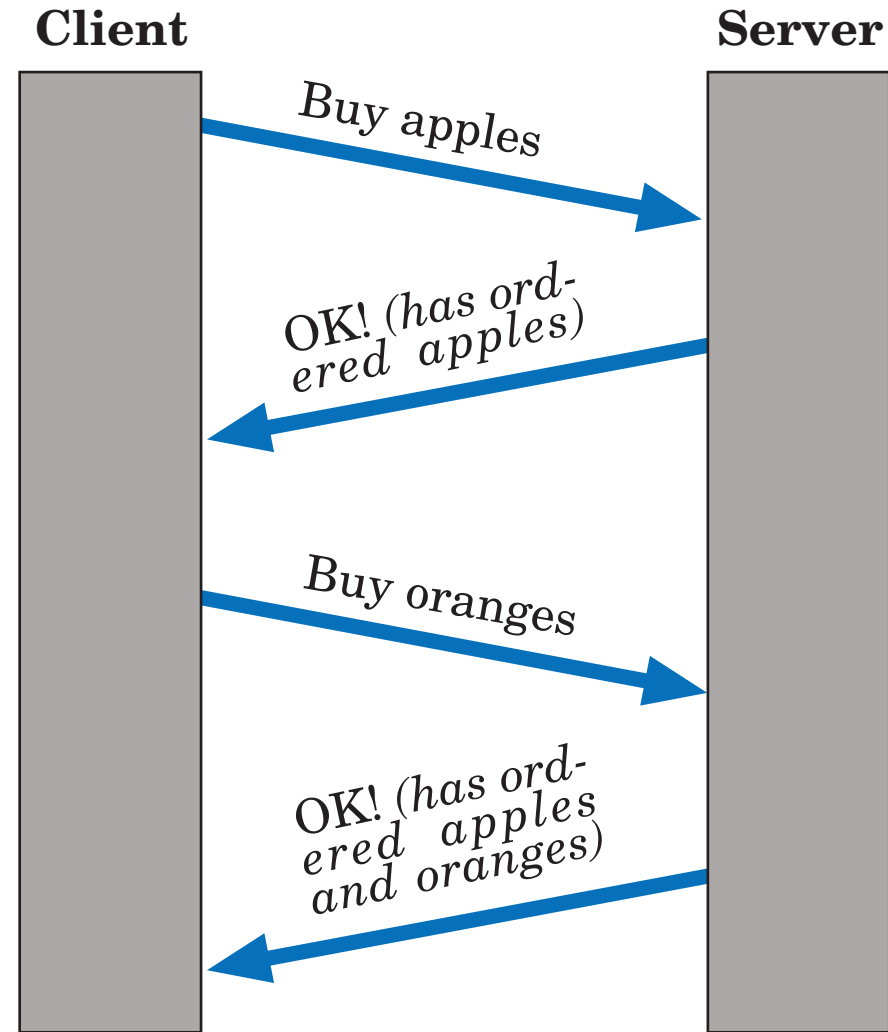 Client
Server
Buy apples
OK! (has ord-
ered apples)
Buy oranges
OK! (has ord-
ered apples
and oranges)